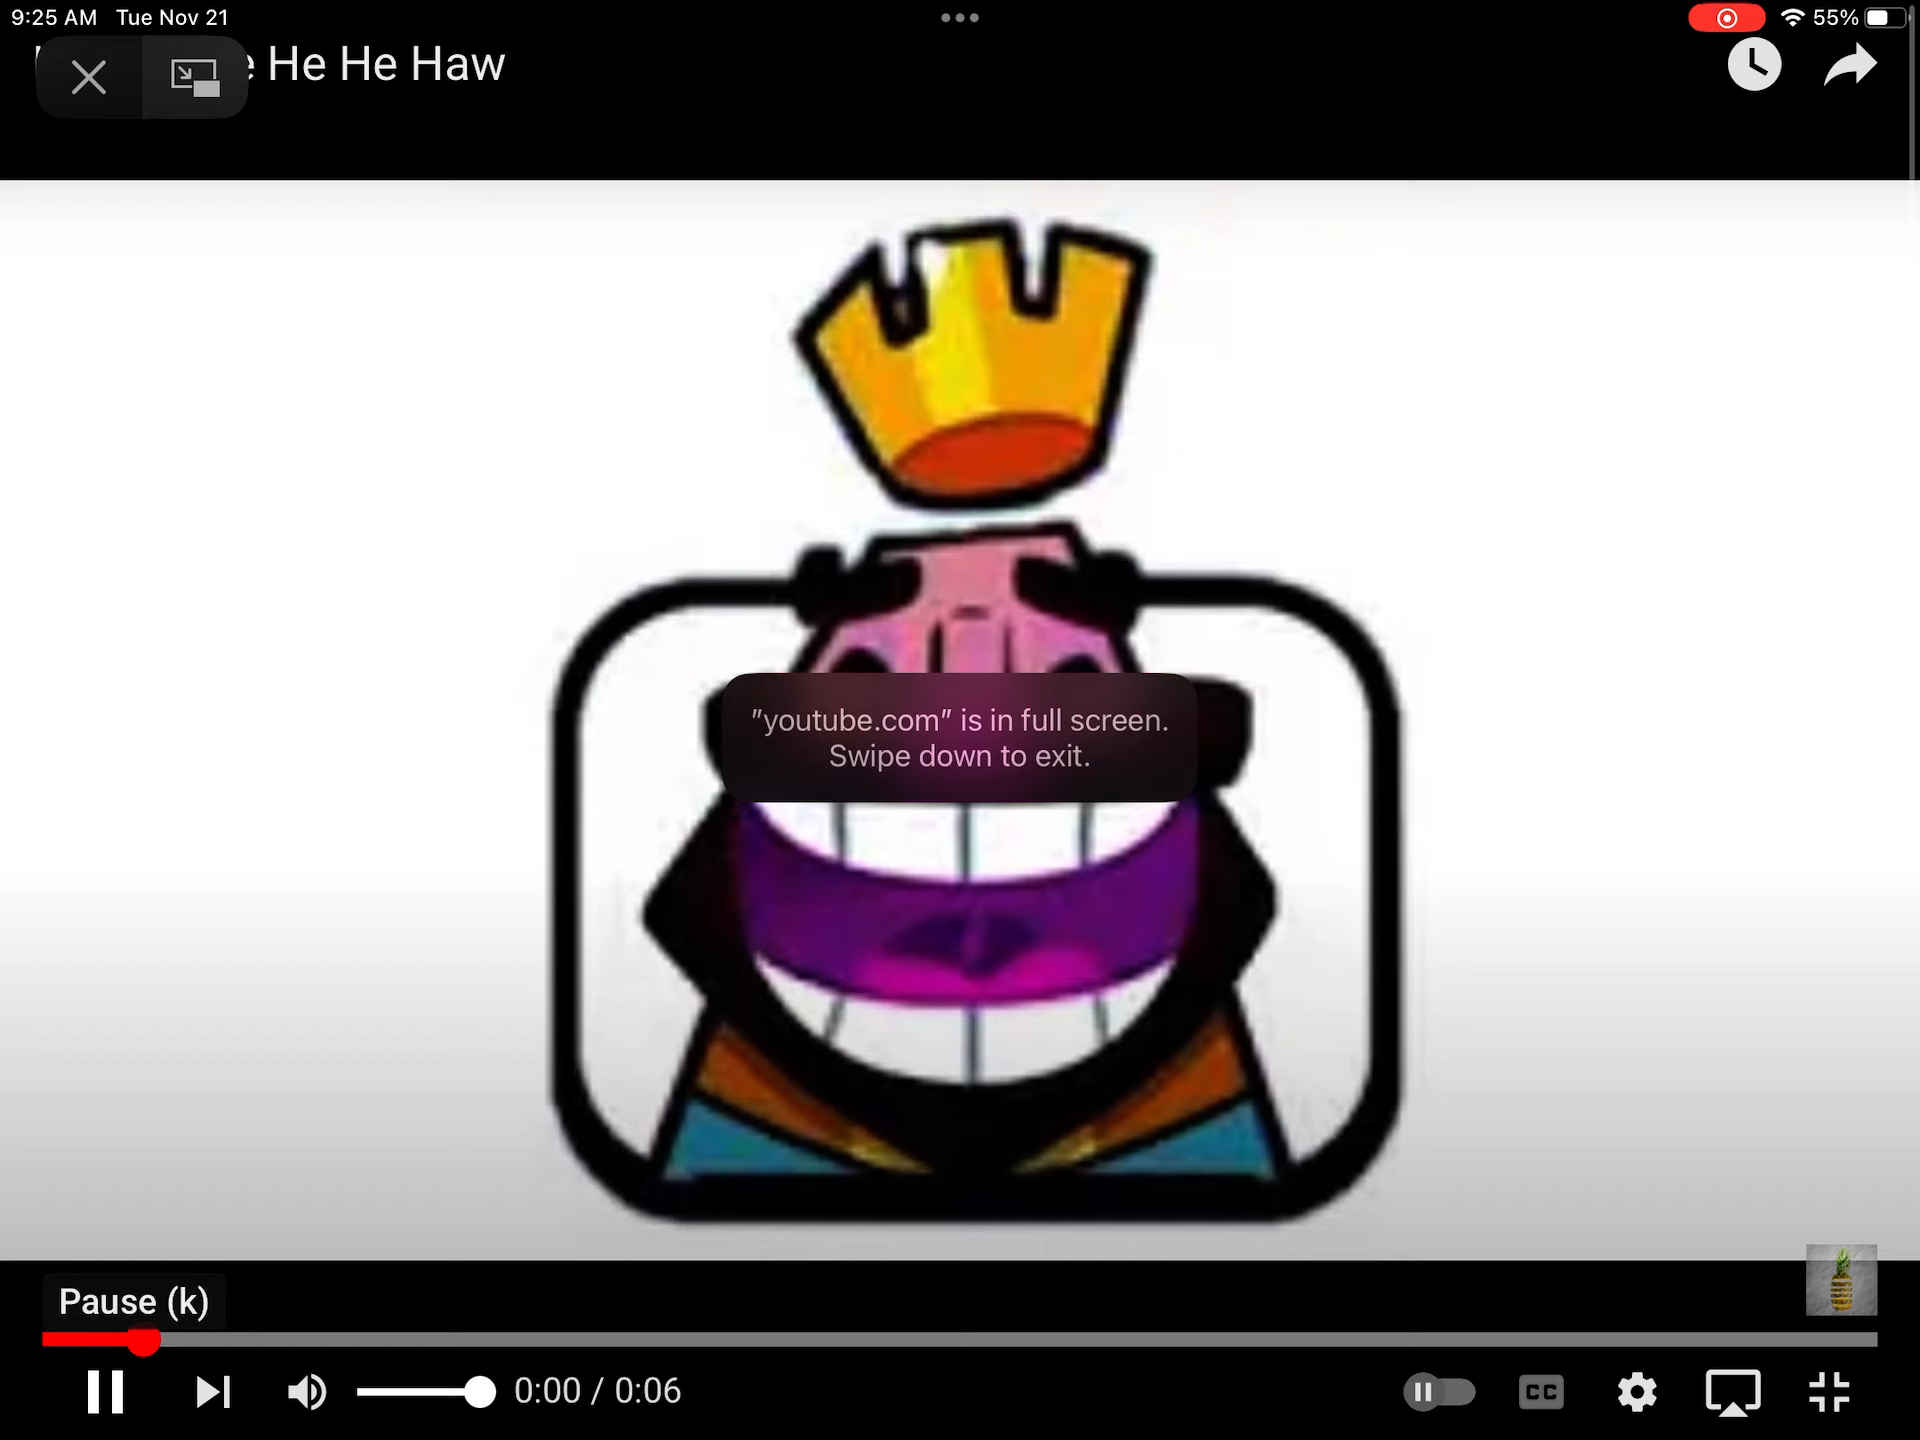 9:25 AM Tue Nov 21
55%
He He Haw
"youtube.com" is in full screen.
Swipe down to exit.
Pause (k)
0:00 / 0:06
CC